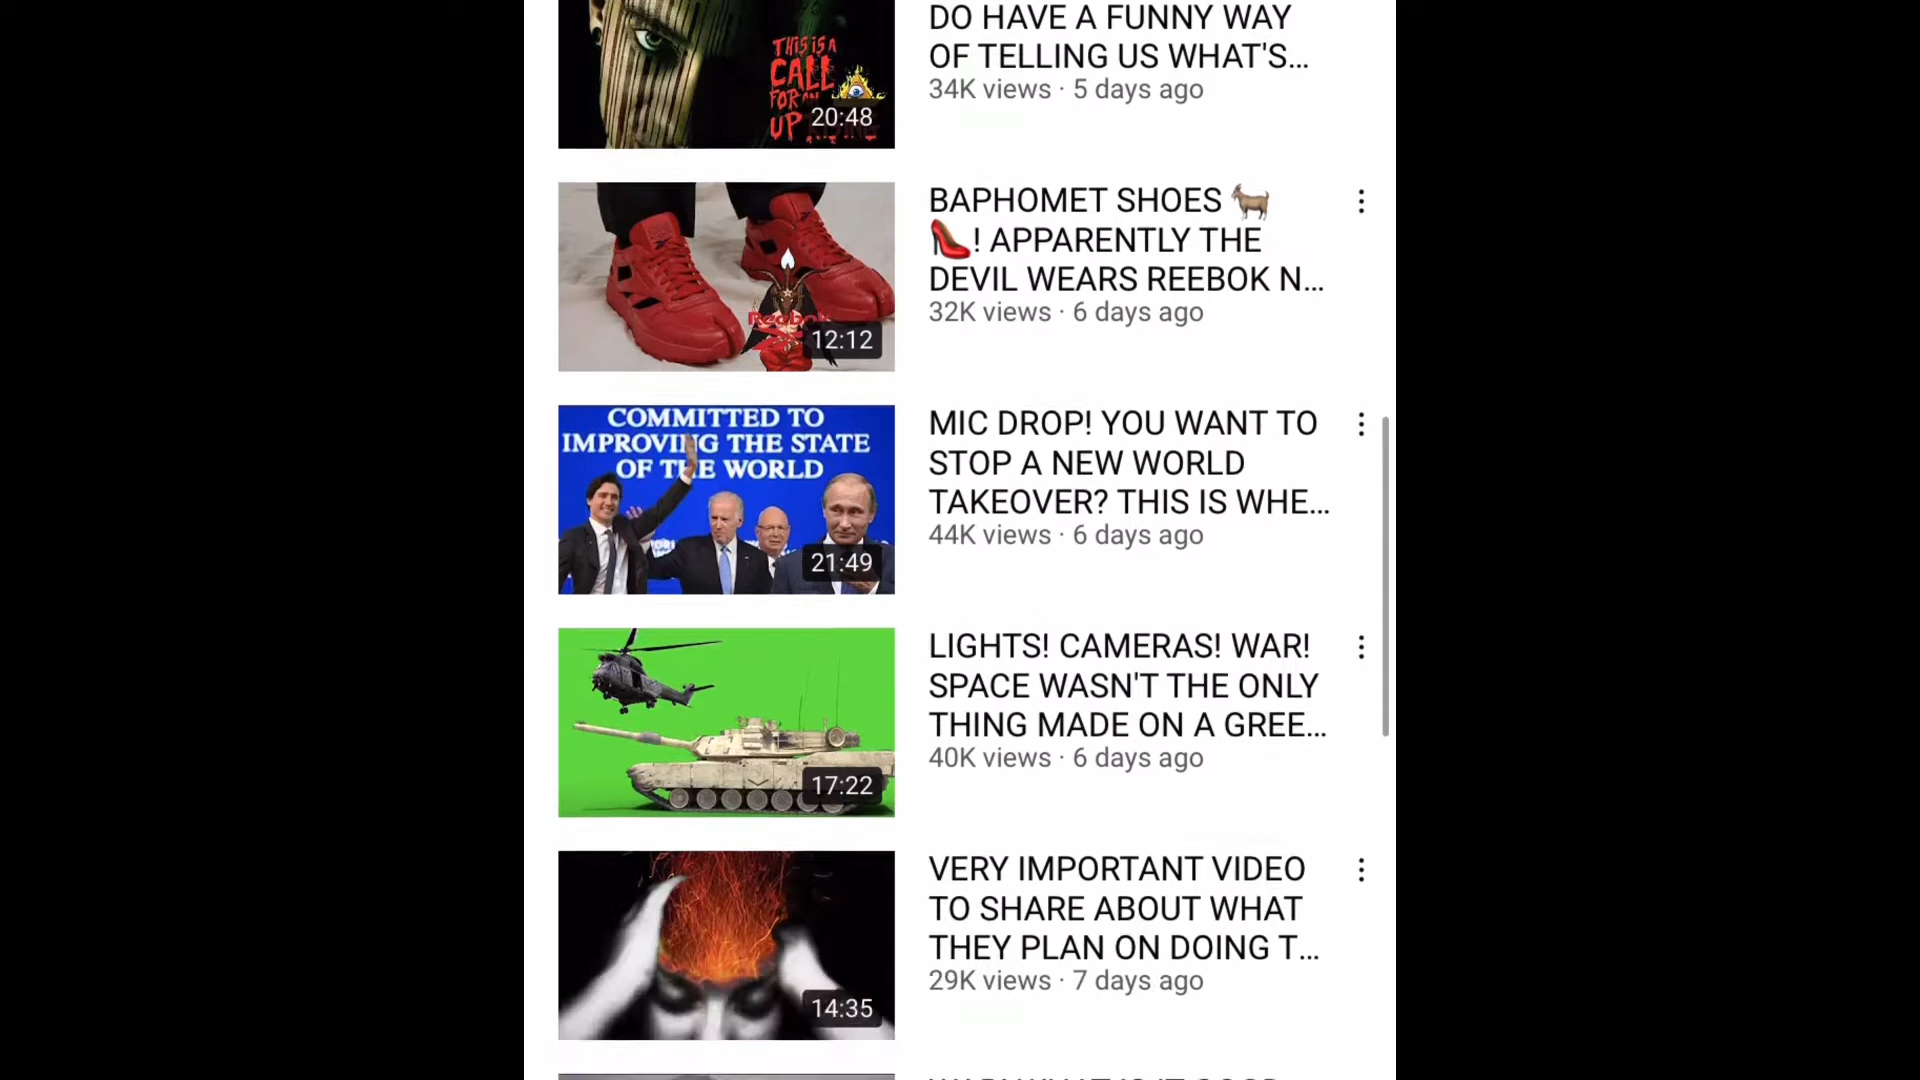 DO HAVE A FUNNY WAY
OF TELLING US WHAT'S...
34K views · 5 days ago
THIS IS A
CALL
FOR AN
UP
20:48
BAPHOMET SHOES 🐐
👠! APPARENTLY THE
DEVIL WEARS REEBOK N...
32K views · 6 days ago
Reebok
12:12
MIC DROP! YOU WANT TO
STOP A NEW WORLD
TAKEOVER? THIS IS WHE...
44K views · 6 days ago
COMMITTED TO
IMPROVING THE STATE
OF THE WORLD
21:49
LIGHTS! CAMERAS! WAR!
SPACE WASN'T THE ONLY
THING MADE ON A GREE...
40K views · 6 days ago
17:22
VERY IMPORTANT VIDEO
TO SHARE ABOUT WHAT
THEY PLAN ON DOING T...
29K views · 7 days ago
14:35